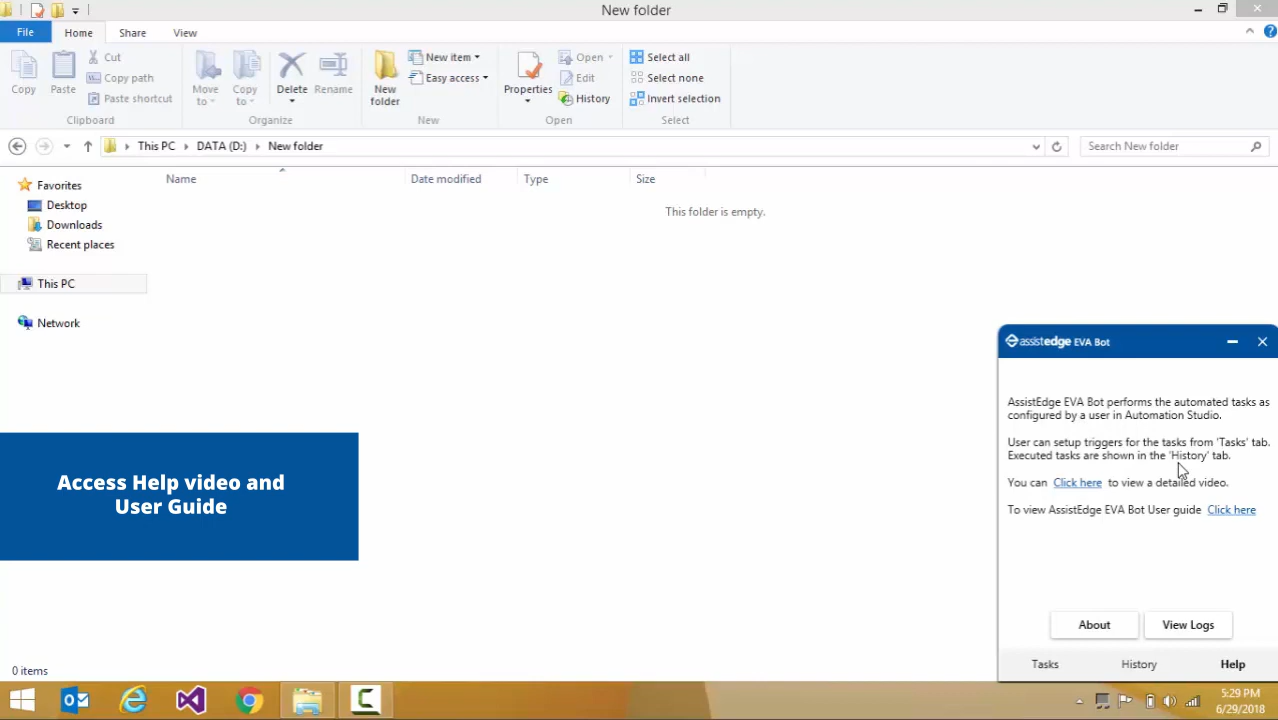 New folder
File
Home
Share
View
Copy
Paste
Cut
Copy path
Paste shortcut
Clipboard
Move to
Copy to
Delete
Rename
Organize
New folder
New item
Easy access
New
Properties
Open
Edit
History
Open
Select all
Select none
Invert selection
Select
This PC
DATA (D:)
New folder
Search New folder
Favorites
Desktop
Downloads
Recent places
This PC
Network
Name
Date modified
Type
Size
This folder is empty.
Access Help video and
User Guide
assistedge EVA Bot
AssistEdge EVA Bot performs the automated tasks as
configured by a user in Automation Studio.
User can setup triggers for the tasks from 'Tasks' tab.
Executed tasks are shown in the 'History' tab.
You can Click here to view a detailed video.
To view AssistEdge EVA Bot User guide Click here
About
View Logs
Tasks
History
Help
0 items
5:29 PM
6/29/2018